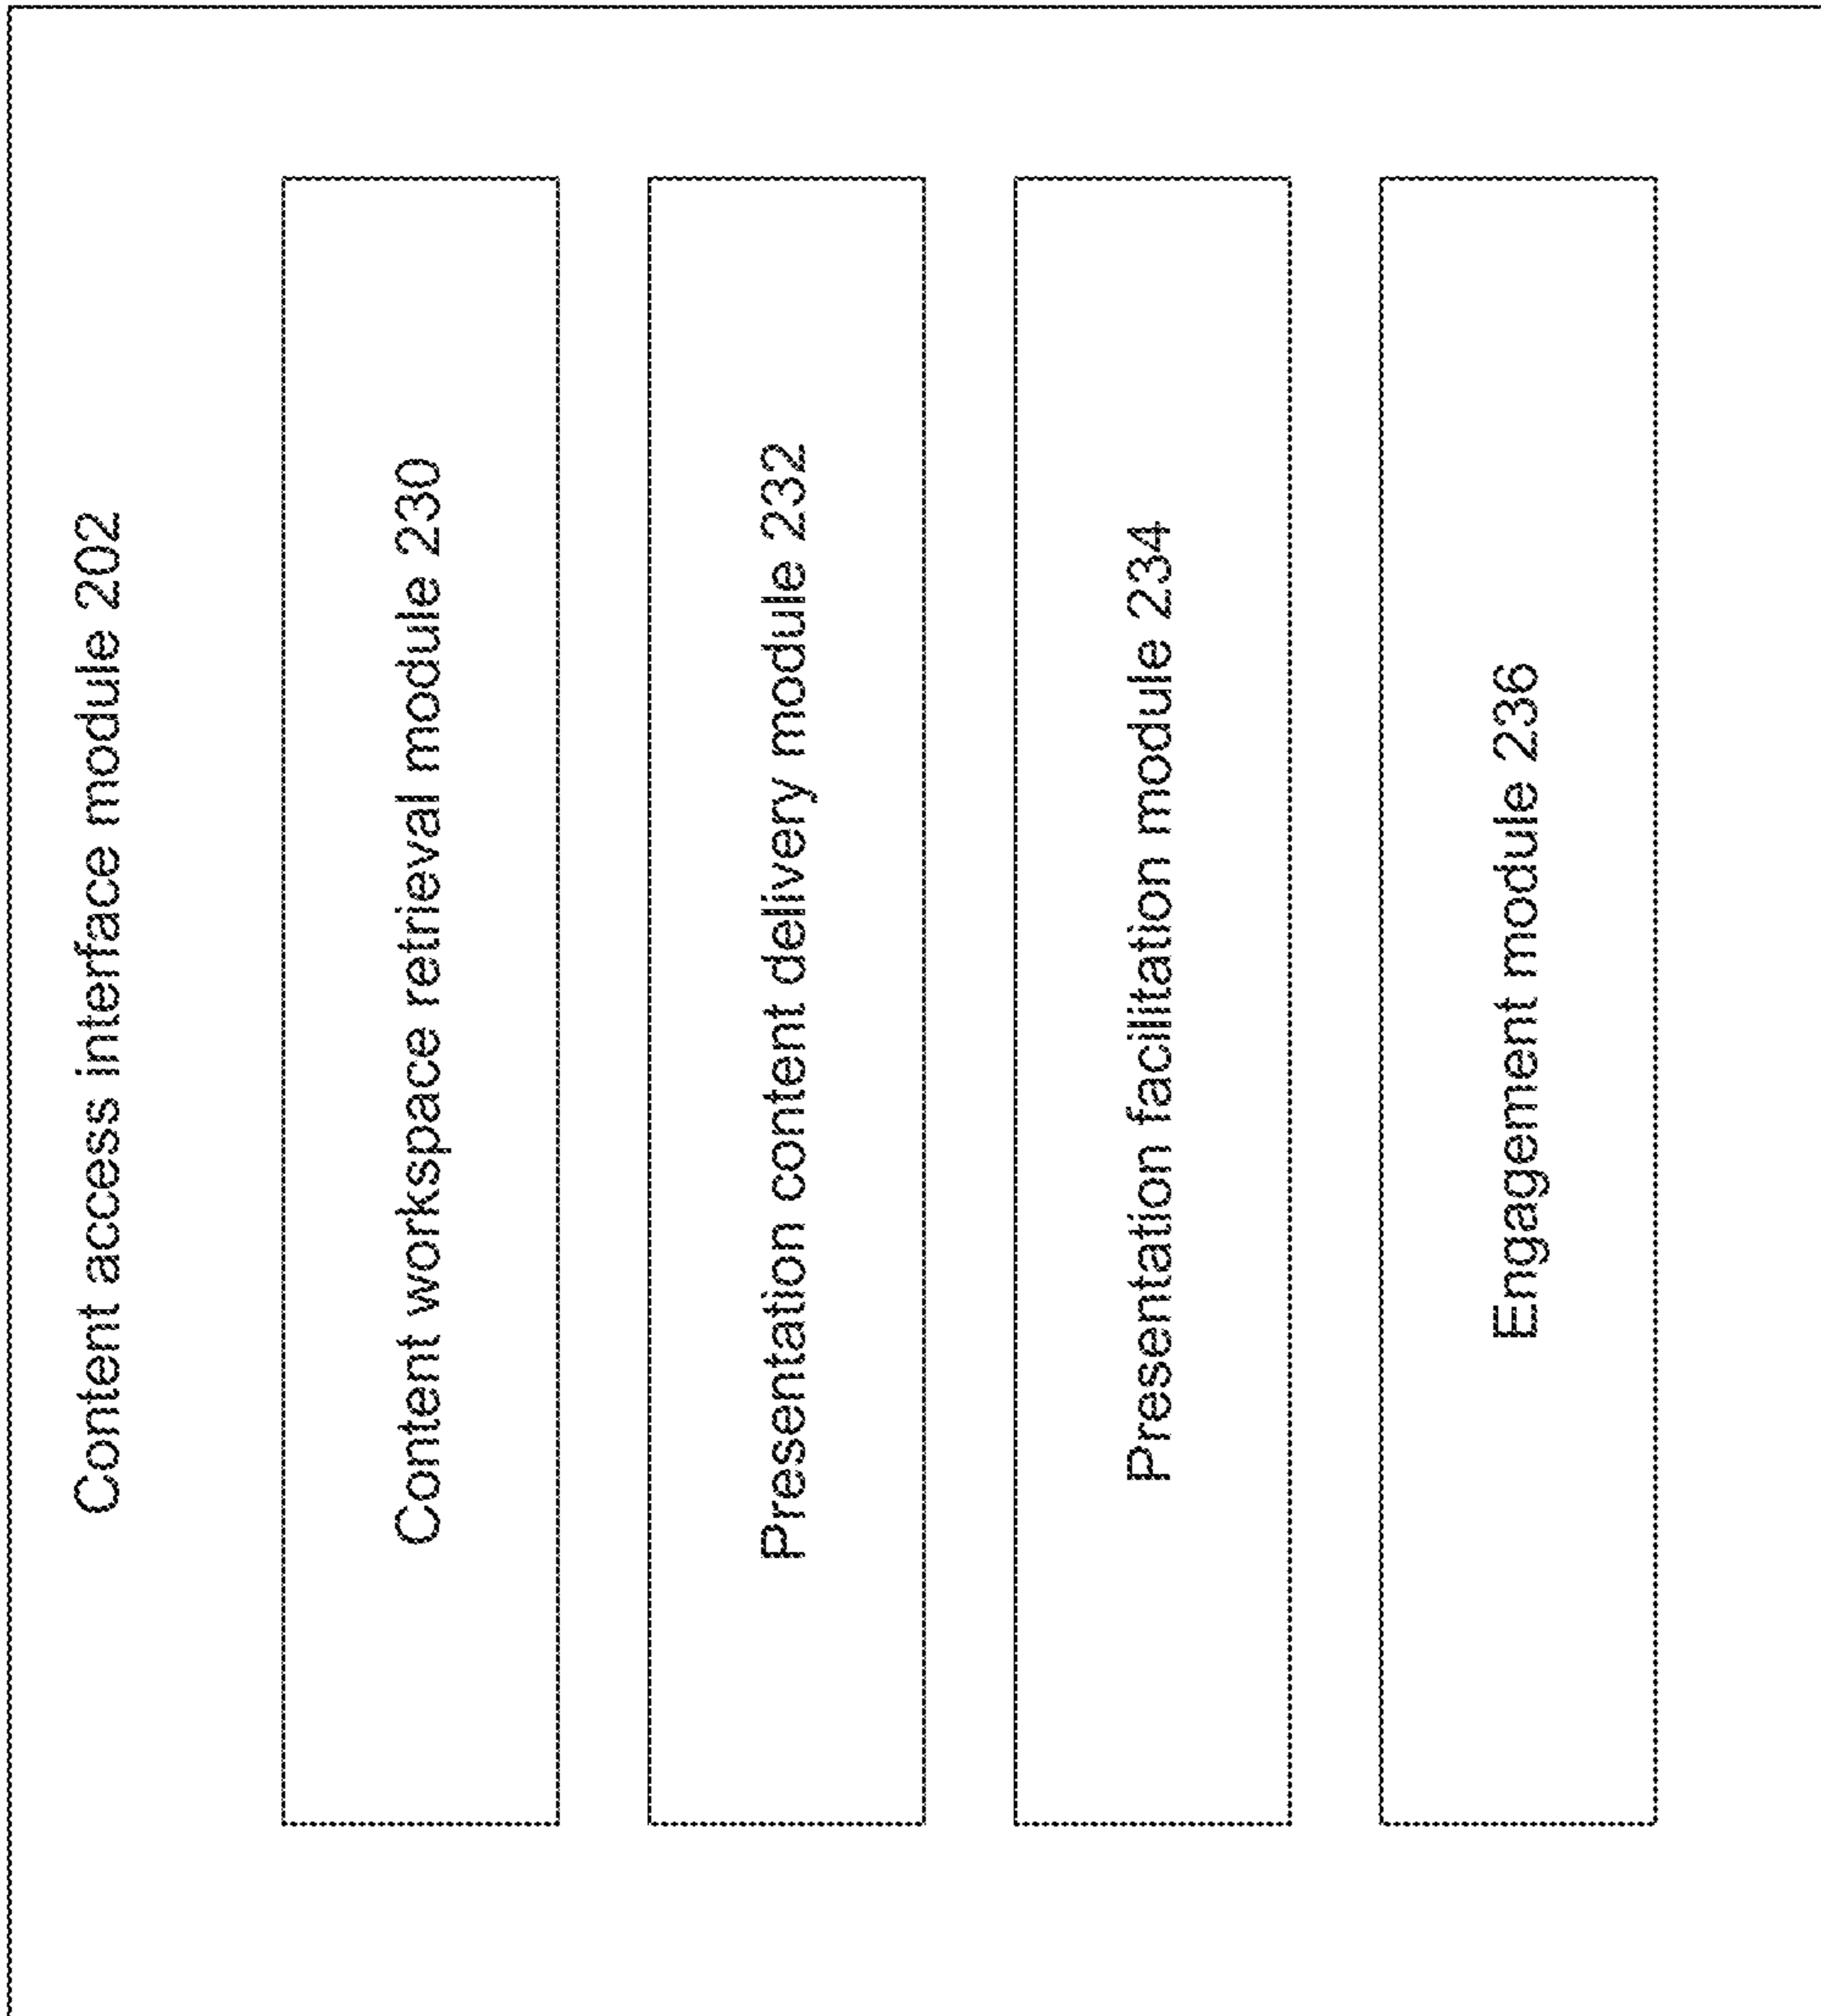 Content access interface module 202
Content workspace retrieval module 230
Presentation content delivery module 232
Presentation facilitation module 234
Engagement module 236